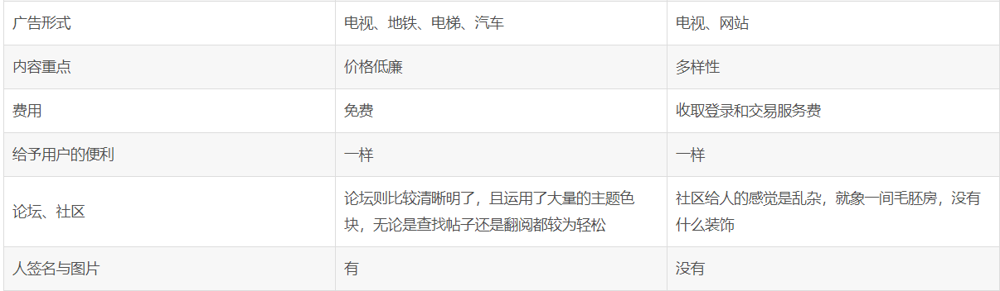 广告形式 电视、地铁、电梯、汽车 电视、网站
内容重点 价格低廉 多样性
费用 免费 收取登录和交易服务费
给予用户的便利 一样 一样
论坛、社区 论坛则比较清晰明了，且运用了大量的主题色 社区给人的感觉是乱杂，就象一间毛胚房，没有
块，无论是查找帖子还是翻阅都较为轻松 什么装饰
人签名与图片 有 没有